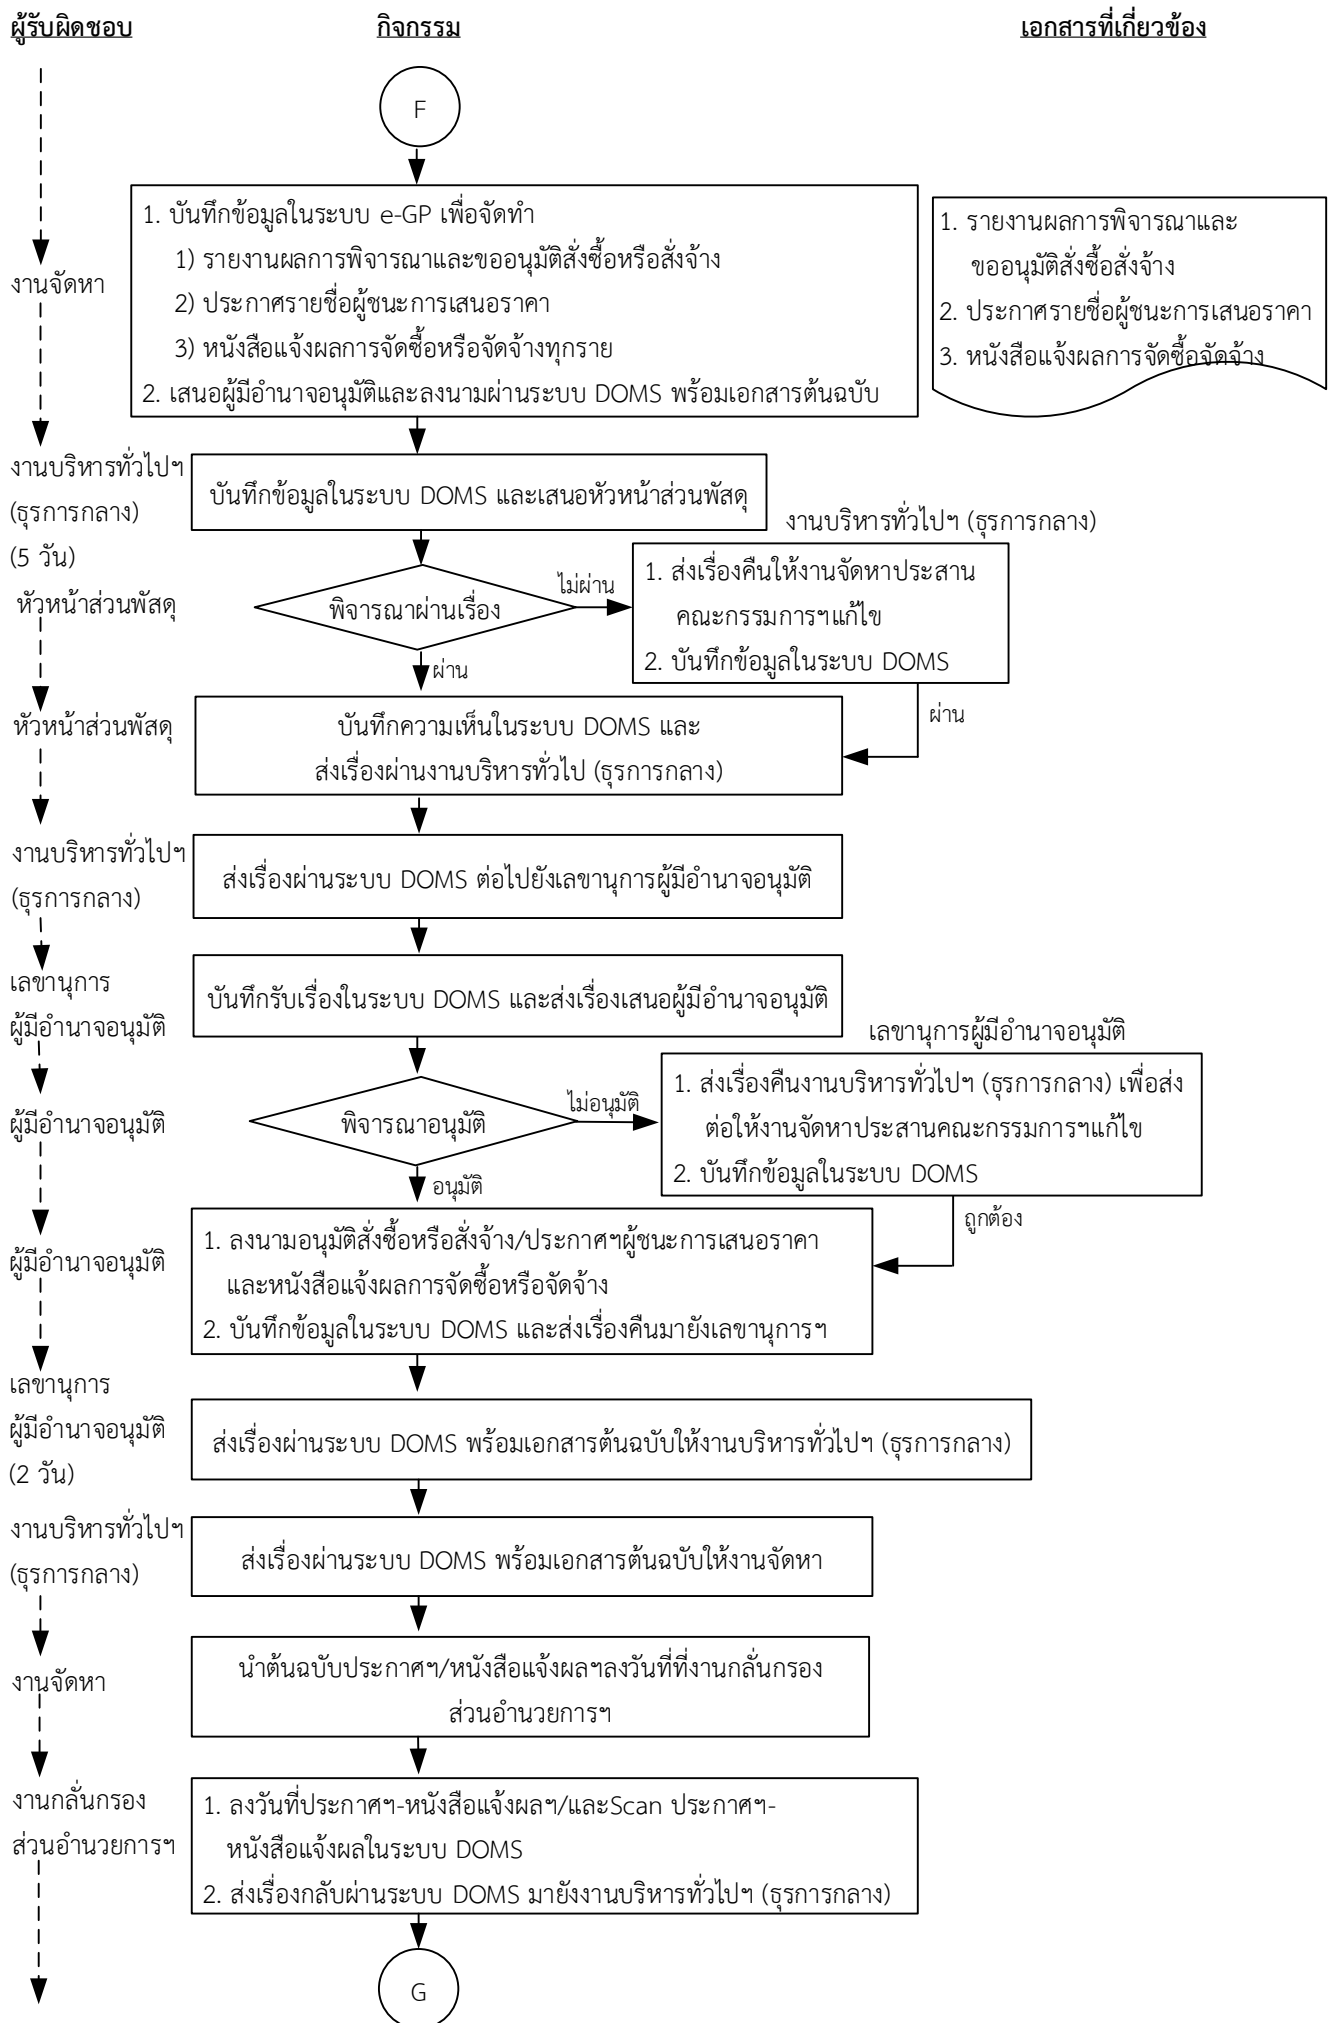 ผู้รับผิดชอบ
กิจกรรม
เอกสารที่เกี่ยวข้อง
F
งานจัดหา
1. บันทึกข้อมูลในระบบ e-GP เพื่อจัดทำ
1) รายงานผลการพิจารณาและขออนุมัติสั่งซื้อหรือสั่งจ้าง
2) ประกาศรายชื่อผู้ชนะการเสนอราคา
3) หนังสือแจ้งผลการจัดซื้อหรือจัดจ้างทุกราย
2. เสนอผู้มีอำนาจอนุมัติและลงนามผ่านระบบ DOMS พร้อมเอกสารต้นฉบับ
1. รายงานผลการพิจารณาและ
ขออนุมัติสั่งซื้อสั่งจ้าง
2. ประกาศรายชื่อผู้ชนะการเสนอราคา
3. หนังสือแจ้งผลการจัดซื้อจัดจ้าง
งานบริหารทั่วไปฯ
(ธุรการกลาง)
(5 วัน)
บันทึกข้อมูลในระบบ DOMS และเสนอหัวหน้าส่วนพัสดุ
งานบริหารทั่วไปฯ (ธุรการกลาง)
หัวหน้าส่วนพัสดุ
พิจารณาผ่านเรื่อง
ไม่ผ่าน
1. ส่งเรื่องคืนให้งานจัดหาประสาน
คณะกรรมการฯแก้ไข
2. บันทึกข้อมูลในระบบ DOMS
ผ่าน
ผ่าน
หัวหน้าส่วนพัสดุ
บันทึกความเห็นในระบบ DOMS และ
ส่งเรื่องผ่านงานบริหารทั่วไป (ธุรการกลาง)
งานบริหารทั่วไปฯ
(ธุรการกลาง)
ส่งเรื่องผ่านระบบ DOMS ต่อไปยังเลขานุการผู้มีอำนาจอนุมัติ
เลขานุการ
ผู้มีอำนาจอนุมัติ
บันทึกรับเรื่องในระบบ DOMS และส่งเรื่องเสนอผู้มีอำนาจอนุมัติ
เลขานุการผู้มีอำนาจอนุมัติ
ผู้มีอำนาจอนุมัติ
พิจารณาอนุมัติ
ไม่อนุมัติ
1. ส่งเรื่องคืนงานบริหารทั่วไปฯ (ธุรการกลาง) เพื่อส่ง
ต่อให้งานจัดหาประสานคณะกรรมการฯแก้ไข
2. บันทึกข้อมูลในระบบ DOMS
อนุมัติ
ถูกต้อง
ผู้มีอำนาจอนุมัติ
1. ลงนามอนุมัติสั่งซื้อหรือสั่งจ้าง/ประกาศฯผู้ชนะการเสนอราคา
และหนังสือแจ้งผลการจัดซื้อหรือจัดจ้าง
2. บันทึกข้อมูลในระบบ DOMS และส่งเรื่องคืนมายังเลขานุการฯ
เลขานุการ
ผู้มีอำนาจอนุมัติ
(2 วัน)
ส่งเรื่องผ่านระบบ DOMS พร้อมเอกสารต้นฉบับให้งานบริหารทั่วไปฯ (ธุรการกลาง)
งานบริหารทั่วไปฯ
(ธุรการกลาง)
ส่งเรื่องผ่านระบบ DOMS พร้อมเอกสารต้นฉบับให้งานจัดหา
งานจัดหา
นำต้นฉบับประกาศฯ/หนังสือแจ้งผลฯลงวันที่ที่งานกลั่นกรอง
ส่วนอำนวยการฯ
งานกลั่นกรอง
ส่วนอำนวยการฯ
1. ลงวันที่ประกาศฯ-หนังสือแจ้งผลฯ/และScan ประกาศฯ-
หนังสือแจ้งผลในระบบ DOMS
2. ส่งเรื่องกลับผ่านระบบ DOMS มายังงานบริหารทั่วไปฯ (ธุรการกลาง)
G